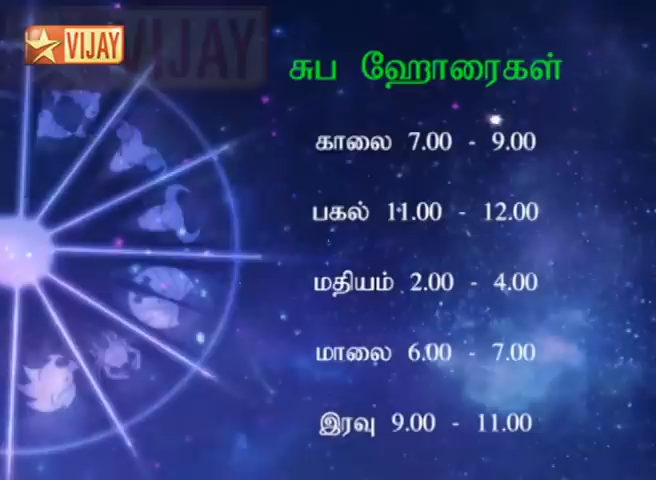 VIJAY
சுப ஹோரைகள்
காலை 7.00 - 9.00
பகல் 11.00 - 12.00
மதியம் 2.00 - 4.00
மாலை 6.00 - 7.00
இரவு 9.00 - 11.00